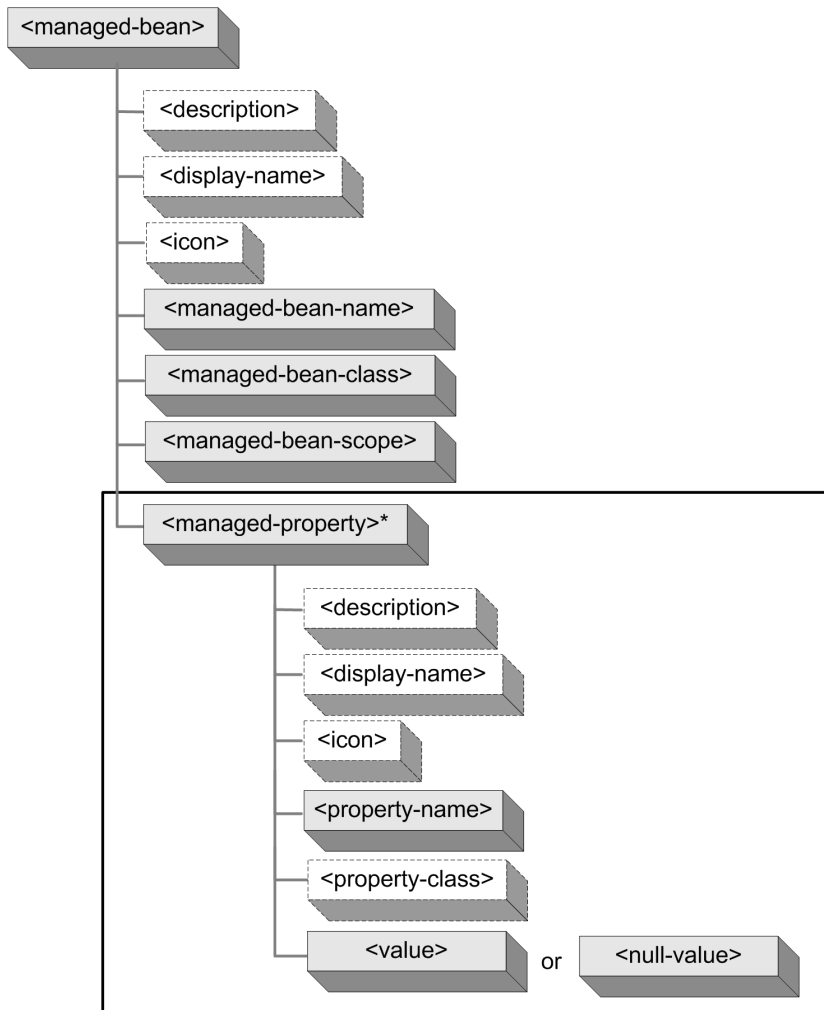 <managed-bean>
<description>
<display-name>
<icon>
<managed-bean-name>
<managed-bean-class>
<managed-bean-scope>
<managed-property>*
<description>
<display-name>
<icon>
<property-name>
<property-class>
<value> or <null-value>